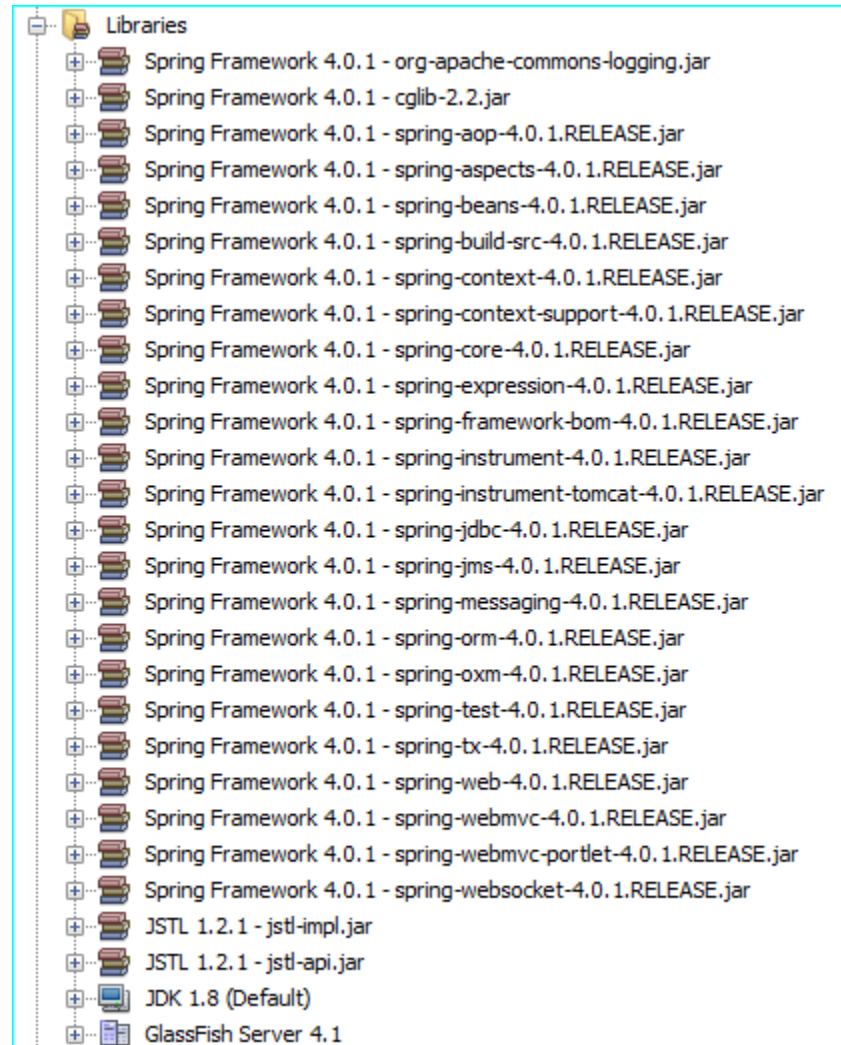 Libraries
Spring Framework 4.0.1 - org-apache-commons-logging.jar
Spring Framework 4.0.1 - cglib-2.2.jar
Spring Framework 4.0.1 - spring-aop-4.0.1.RELEASE.jar
Spring Framework 4.0.1 - spring-aspects-4.0.1.RELEASE.jar
Spring Framework 4.0.1 - spring-beans-4.0.1.RELEASE.jar
Spring Framework 4.0.1 - spring-build-src-4.0.1.RELEASE.jar
Spring Framework 4.0.1 - spring-context-4.0.1.RELEASE.jar
Spring Framework 4.0.1 - spring-context-support-4.0.1.RELEASE.jar
Spring Framework 4.0.1 - spring-core-4.0.1.RELEASE.jar
Spring Framework 4.0.1 - spring-expression-4.0.1.RELEASE.jar
Spring Framework 4.0.1 - spring-framework-bom-4.0.1.RELEASE.jar
Spring Framework 4.0.1 - spring-instrument-4.0.1.RELEASE.jar
Spring Framework 4.0.1 - spring-instrument-tomcat-4.0.1.RELEASE.jar
Spring Framework 4.0.1 - spring-jdbc-4.0.1.RELEASE.jar
Spring Framework 4.0.1 - spring-jms-4.0.1.RELEASE.jar
Spring Framework 4.0.1 - spring-messaging-4.0.1.RELEASE.jar
Spring Framework 4.0.1 - spring-orm-4.0.1.RELEASE.jar
Spring Framework 4.0.1 - spring-oxm-4.0.1.RELEASE.jar
Spring Framework 4.0.1 - spring-test-4.0.1.RELEASE.jar
Spring Framework 4.0.1 - spring-tx-4.0.1.RELEASE.jar
Spring Framework 4.0.1 - spring-web-4.0.1.RELEASE.jar
Spring Framework 4.0.1 - spring-webmvc-4.0.1.RELEASE.jar
Spring Framework 4.0.1 - spring-webmvc-portlet-4.0.1.RELEASE.jar
Spring Framework 4.0.1 - spring-websocket-4.0.1.RELEASE.jar
JSTL 1.2.1 - jstl-impl.jar
JSTL 1.2.1 - jstl-api.jar
JDK 1.8 (Default)
GlassFish Server 4.1